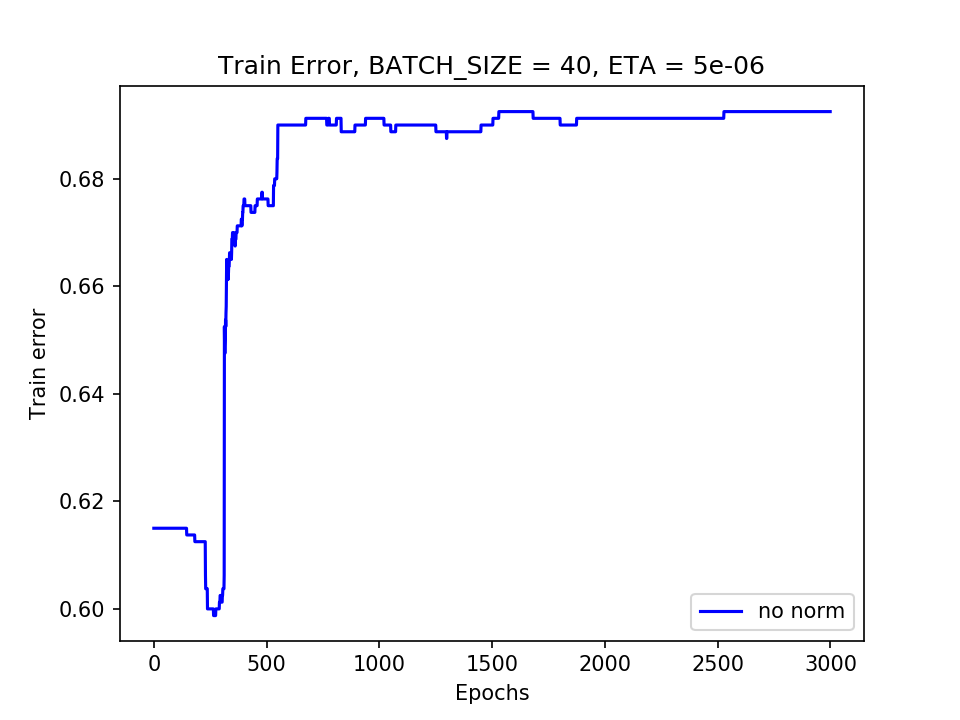 Train Error, BATCH_SIZE = 40, ETA = 5e-06
Train error
0.68
0.66
0.64
0.62
0.60
no norm
0 500 1000 1500 2000 2500 3000
Epochs